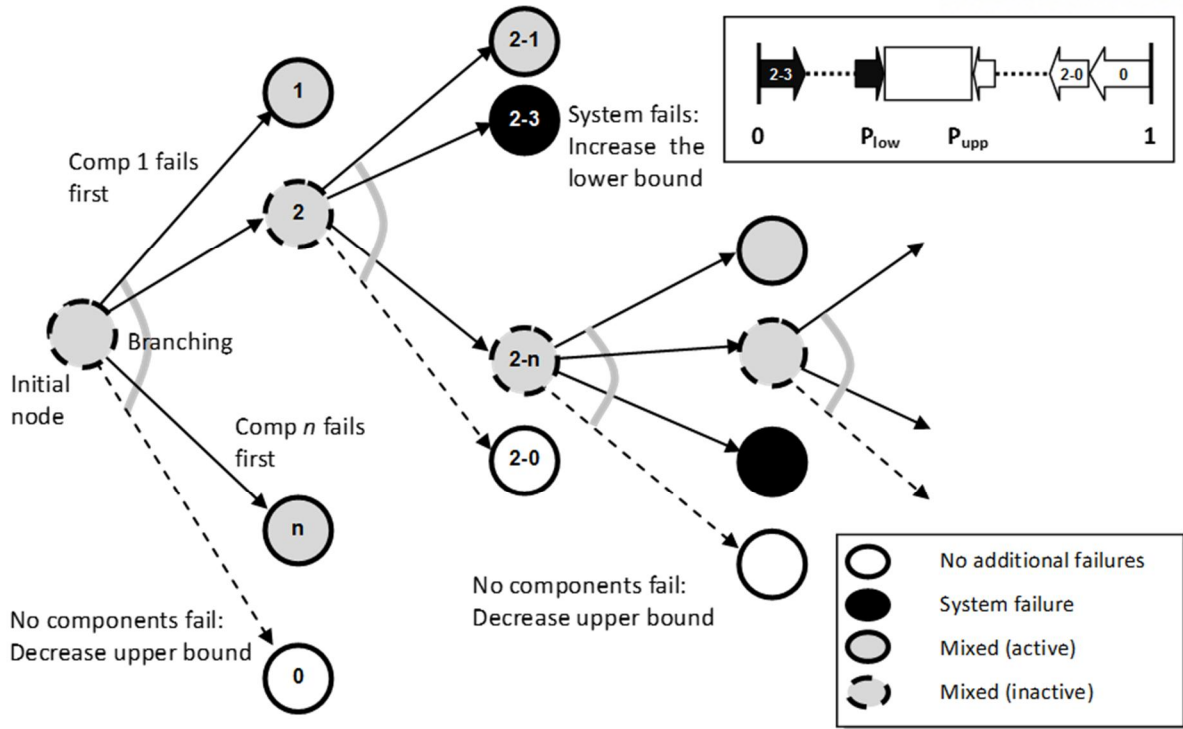 2-1
1
2-3
System fails:
Increase the
lower bound
2-3
2-0
0
0
P_low
P_upp
1
Comp 1 fails
first
2
Branching
Initial
node
2-n
Comp n fails
first
2-0
n
No components fail:
Decrease upper bound
0
No components fail:
Decrease upper bound
No additional failures
System failure
Mixed (active)
Mixed (inactive)